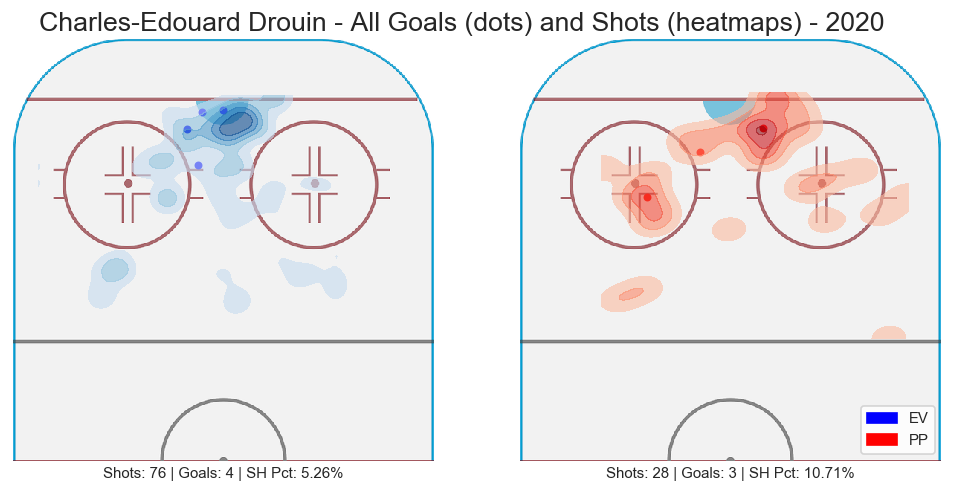 Charles-Edouard Drouin - All Goals (dots) and Shots (heatmaps) - 2020
EV
PP
Shots: 76 | Goals: 4 | SH Pct: 5.26%
Shots: 28 | Goals: 3 | SH Pct: 10.71%